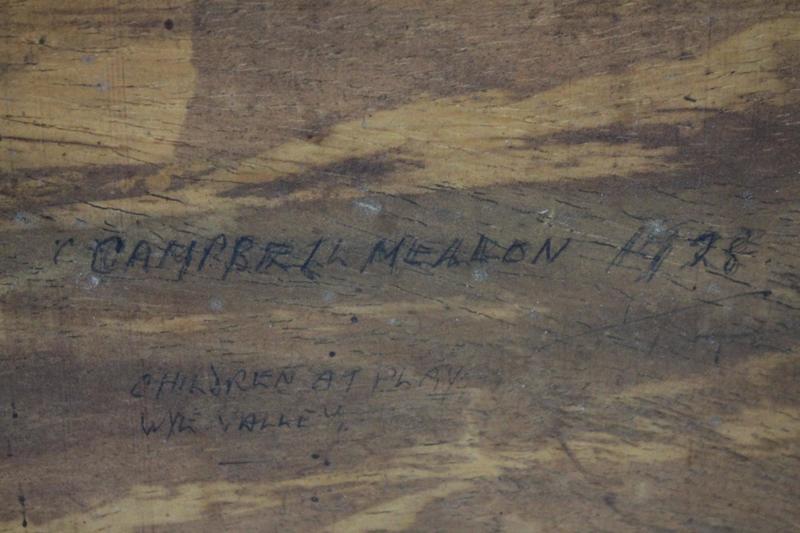 CAMPBELL MELLON 1928
CHILDREN AT PLAY.
WYE VALLEY.